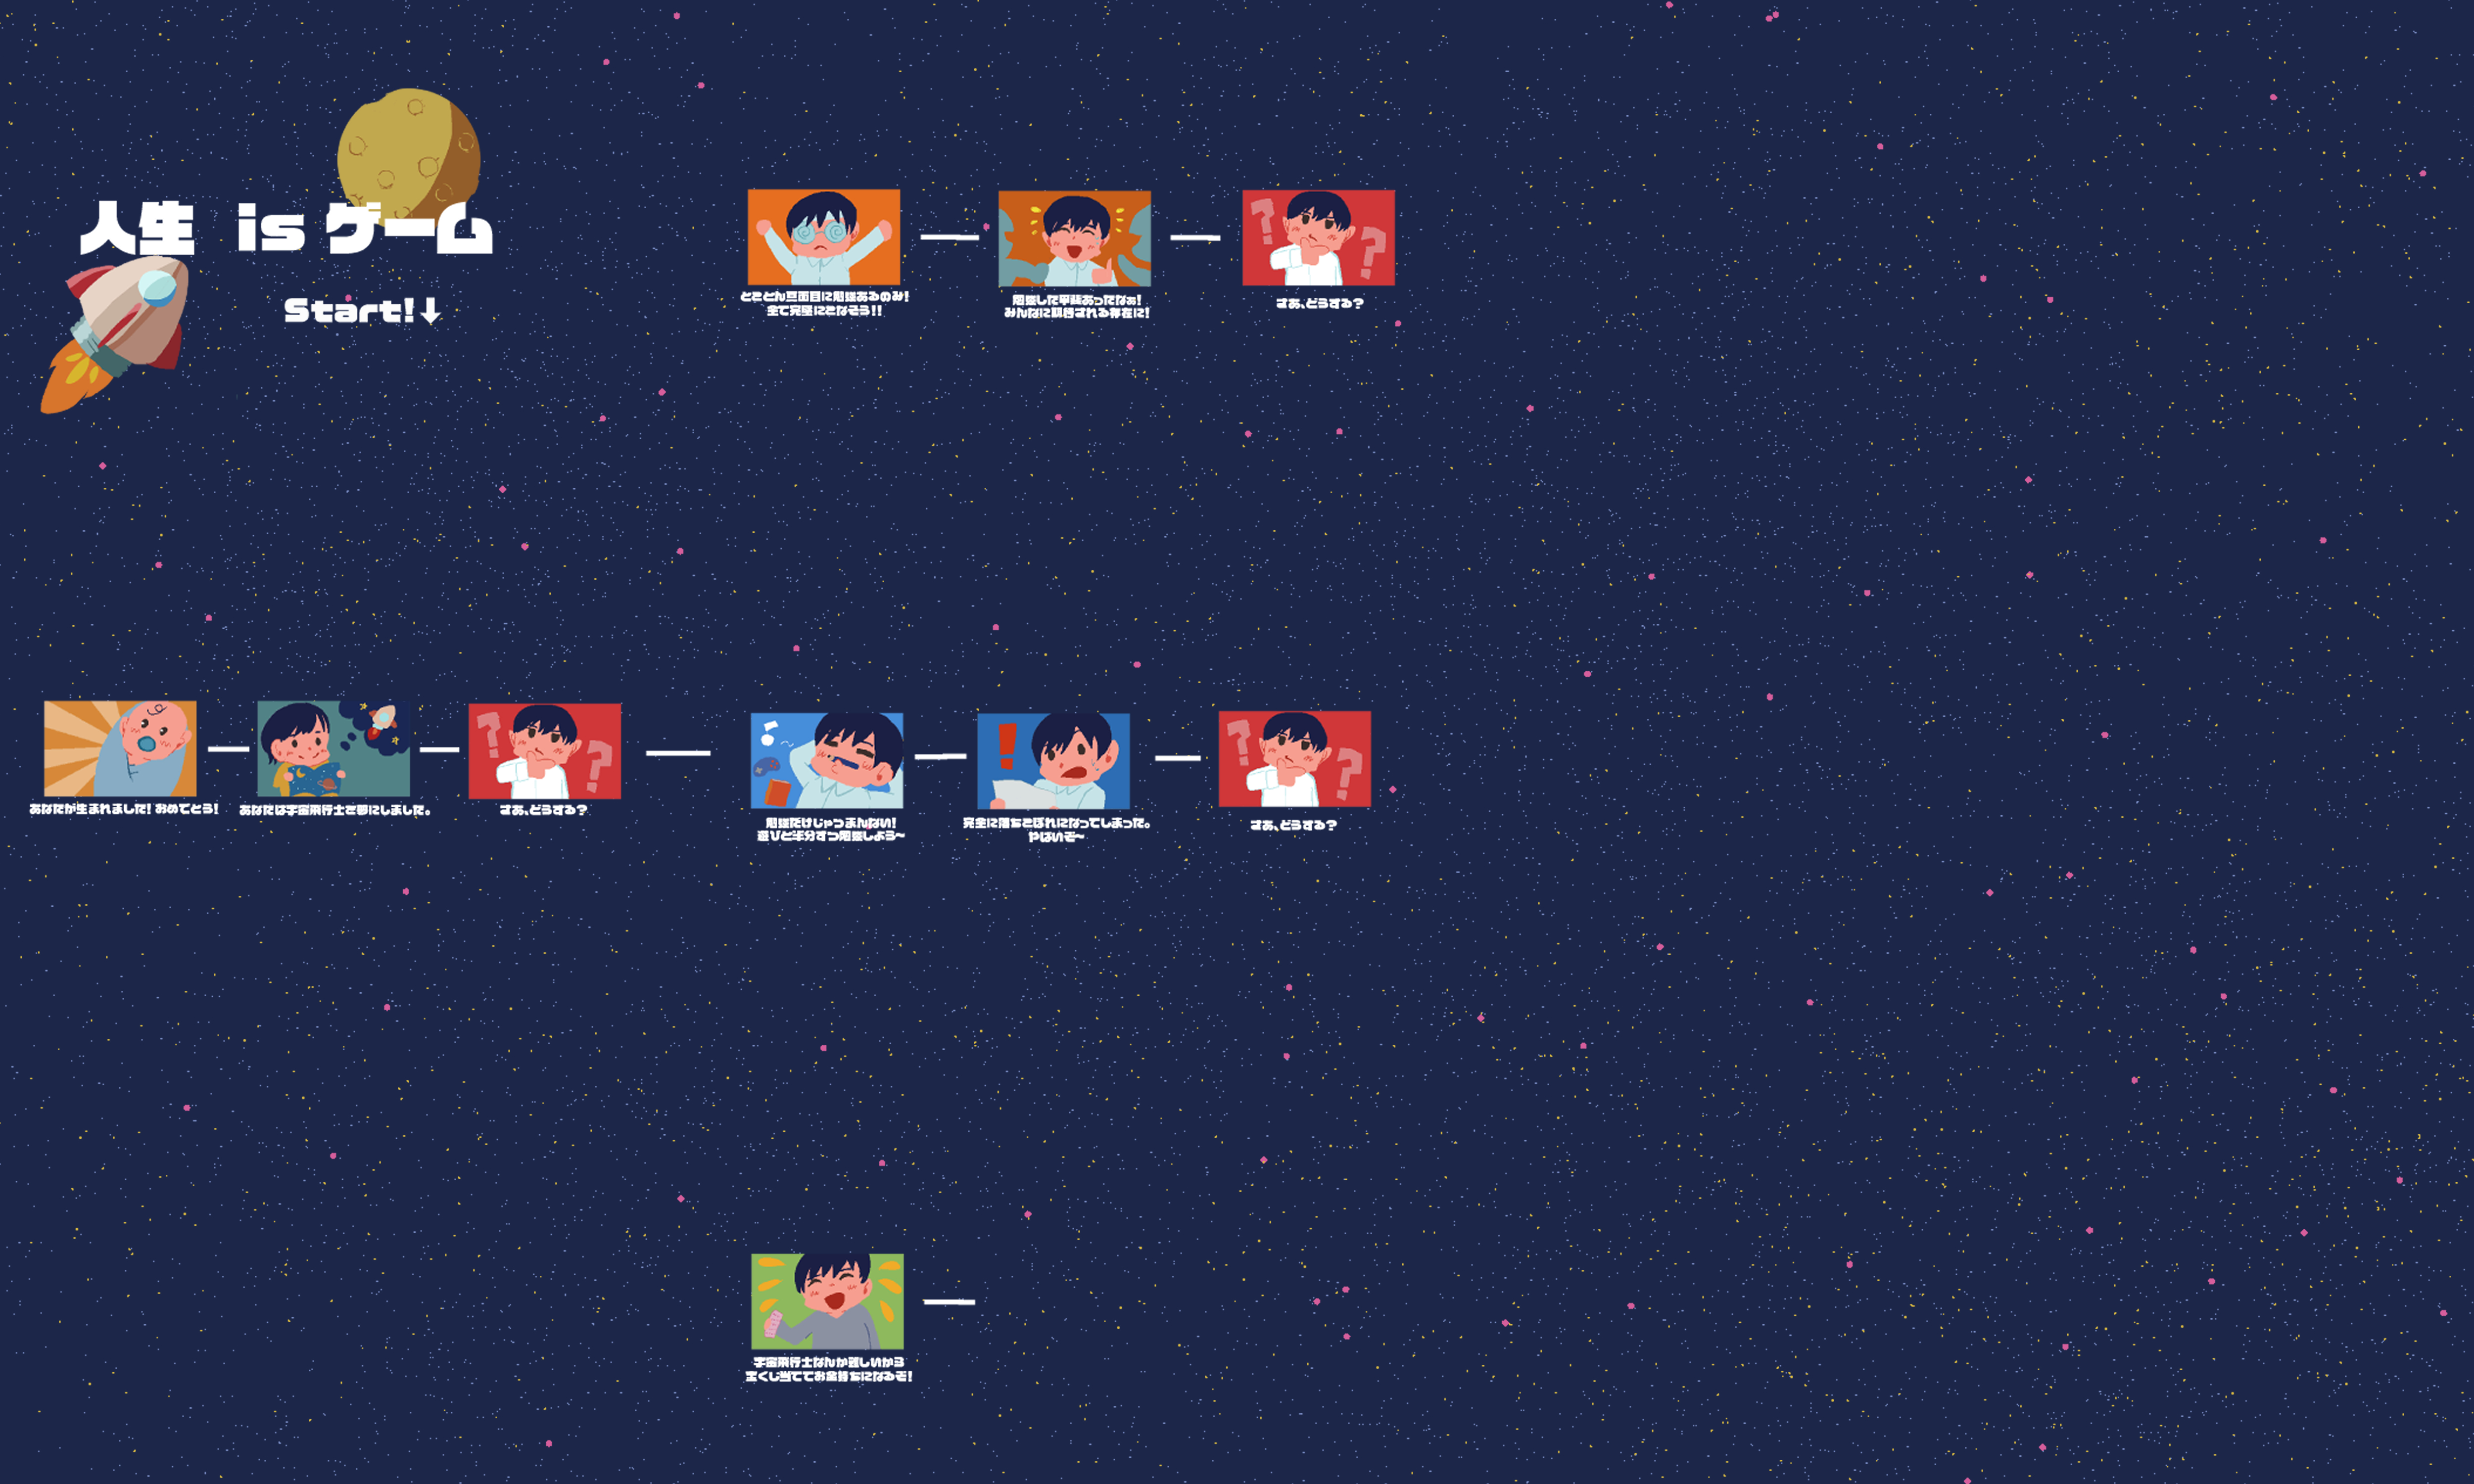 人生 is ゲーム
Start!↓
とことん真面目に勉強あるのみ!
全て完璧にこなそう!!
勉強した甲斐あったなぁ!
みんなに期待される存在に!
さあ、どうする?
あなたが生まれました! おめでとう!
あなたは宇宙飛行士を夢にしました。
さあ、どうする?
勉強だけじゃつまんない!
遊びと半分ずつ勉強しよう~
完全に落ちこぼれになってしまった。
やばいぞ~
さあ、どうする?
宇宙飛行士なんか難しいから
宝くじ当ててお金持ちになるぞ!